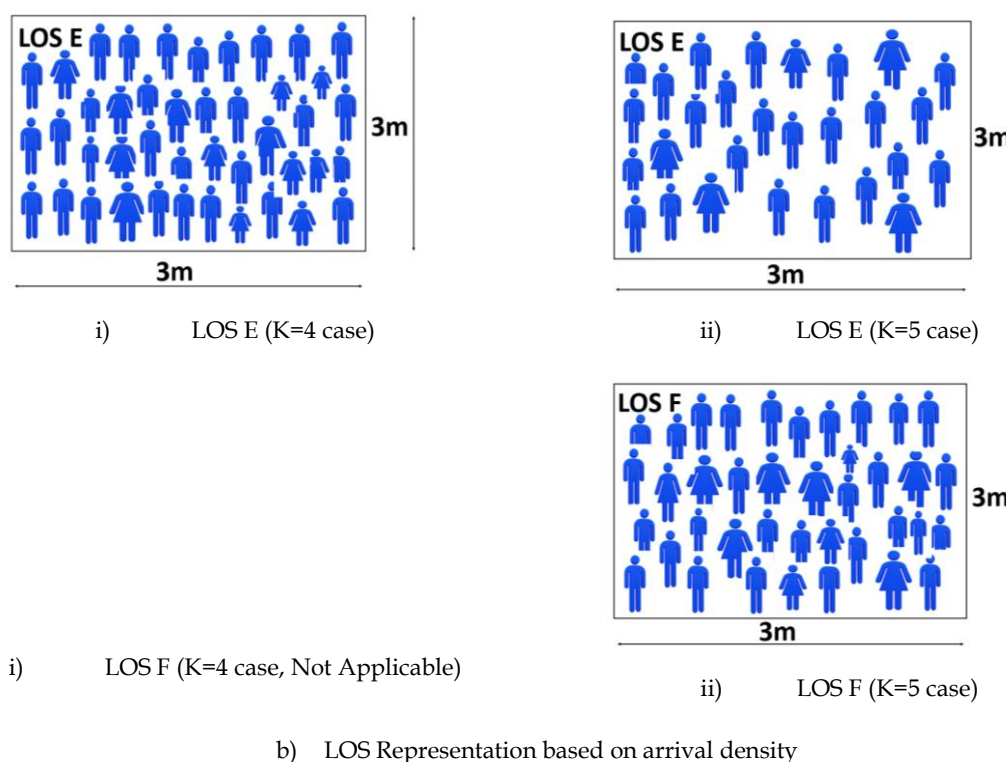 LOS E
3m
3m
i) LOS E (K=4 case)
LOS E
3m
3m
ii) LOS E (K=5 case)
i) LOS F (K=4 case, Not Applicable)
LOS F
3m
3m
ii) LOS F (K=5 case)
b) LOS Representation based on arrival density